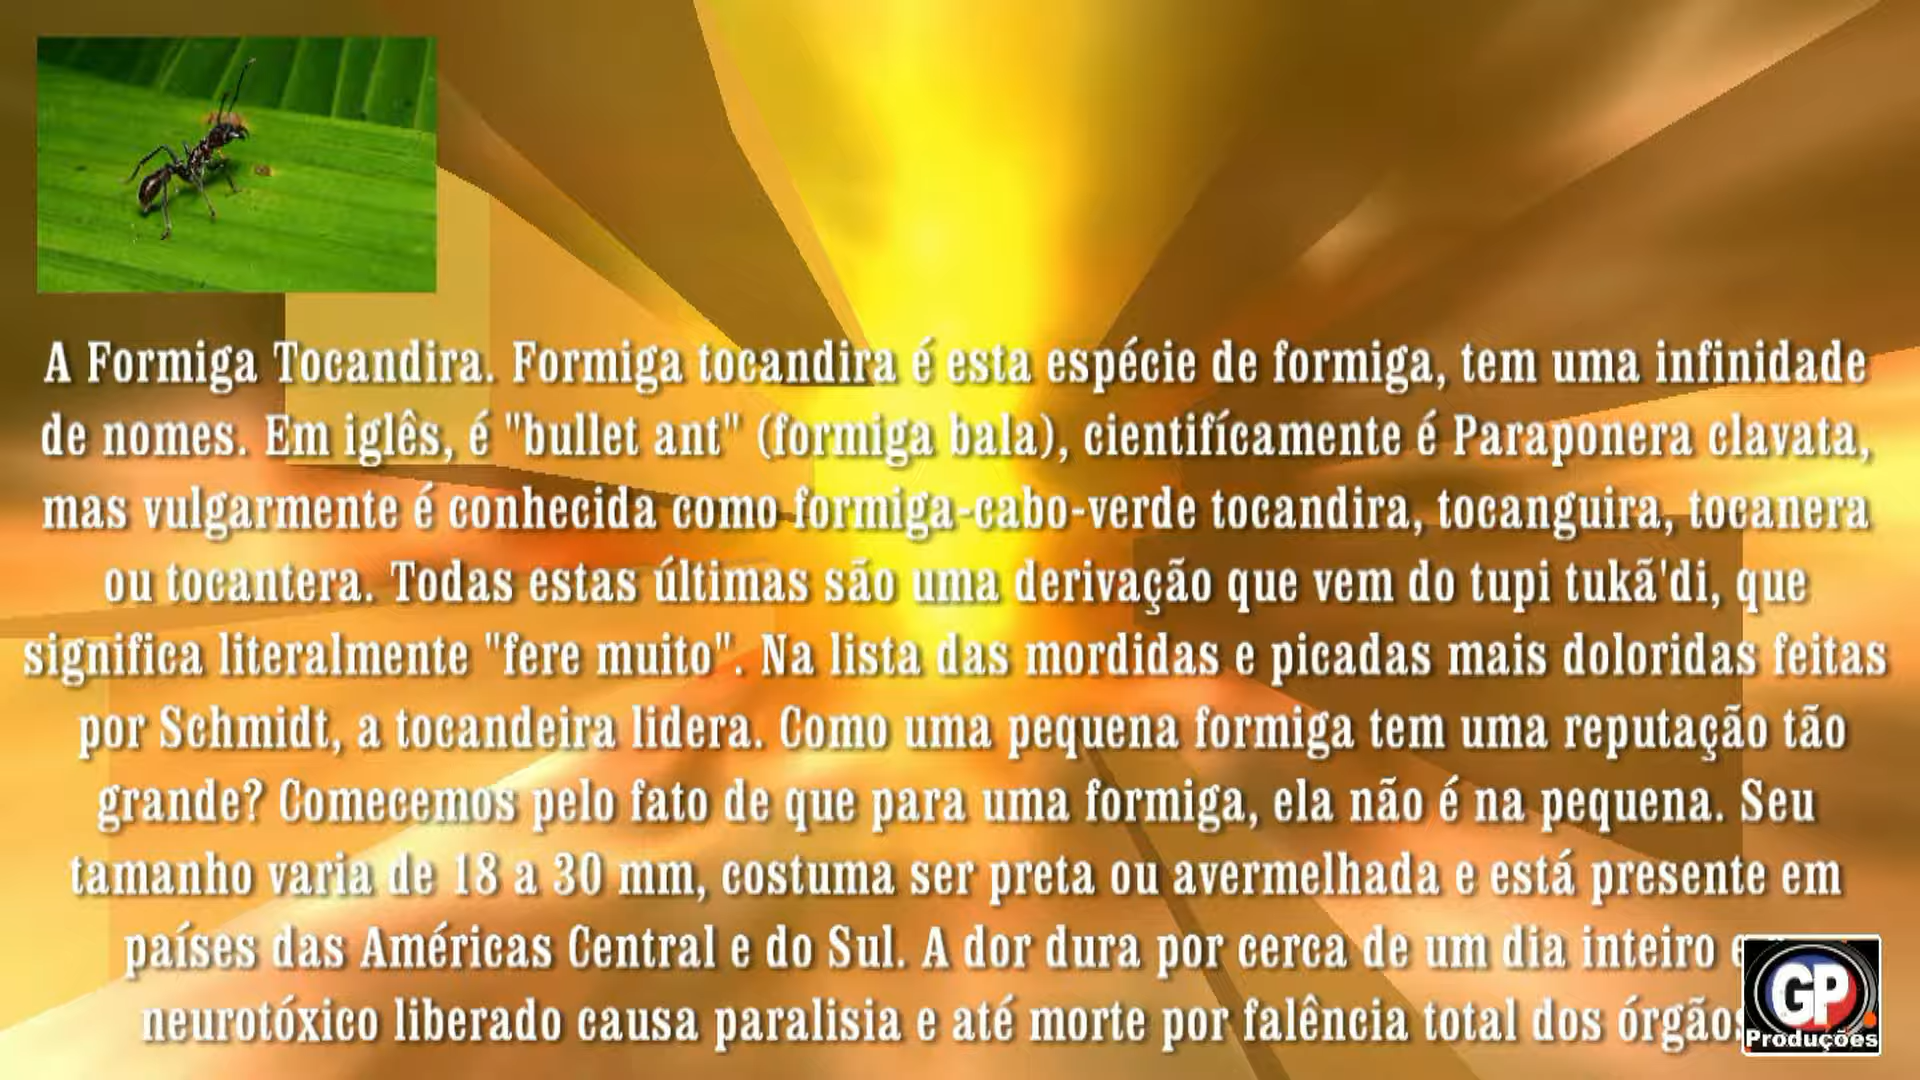 A Formiga Tocandira. Formiga tocandira é esta espécie de formiga, tem uma infinidade
de nomes. Em iglês, é "bullet ant" (formiga bala), cientifícamente é Paraponera clavata,
mas vulgarmente é conhecida como formiga-cabo-verde tocandira, tocanguira, tocanera
ou tocantera. Todas estas últimas são uma derivação que vem do tupi tukã'di, que
significa literalmente "fere muito". Na lista das mordidas e picadas mais doloridas feitas
por Schmidt, a tocandeira lidera. Como uma pequena formiga tem uma reputação tão
grande? Comecemos pelo fato de que para uma formiga, ela não é na pequena. Seu
tamanho varia de 18 a 30 mm, costuma ser preta ou avermelhada e está presente em
países das Américas Central e do Sul. A dor dura por cerca de um dia inteiro e
neurotóxico liberado causa paralisia e até morte por falência total dos órgãos
GP
Produções